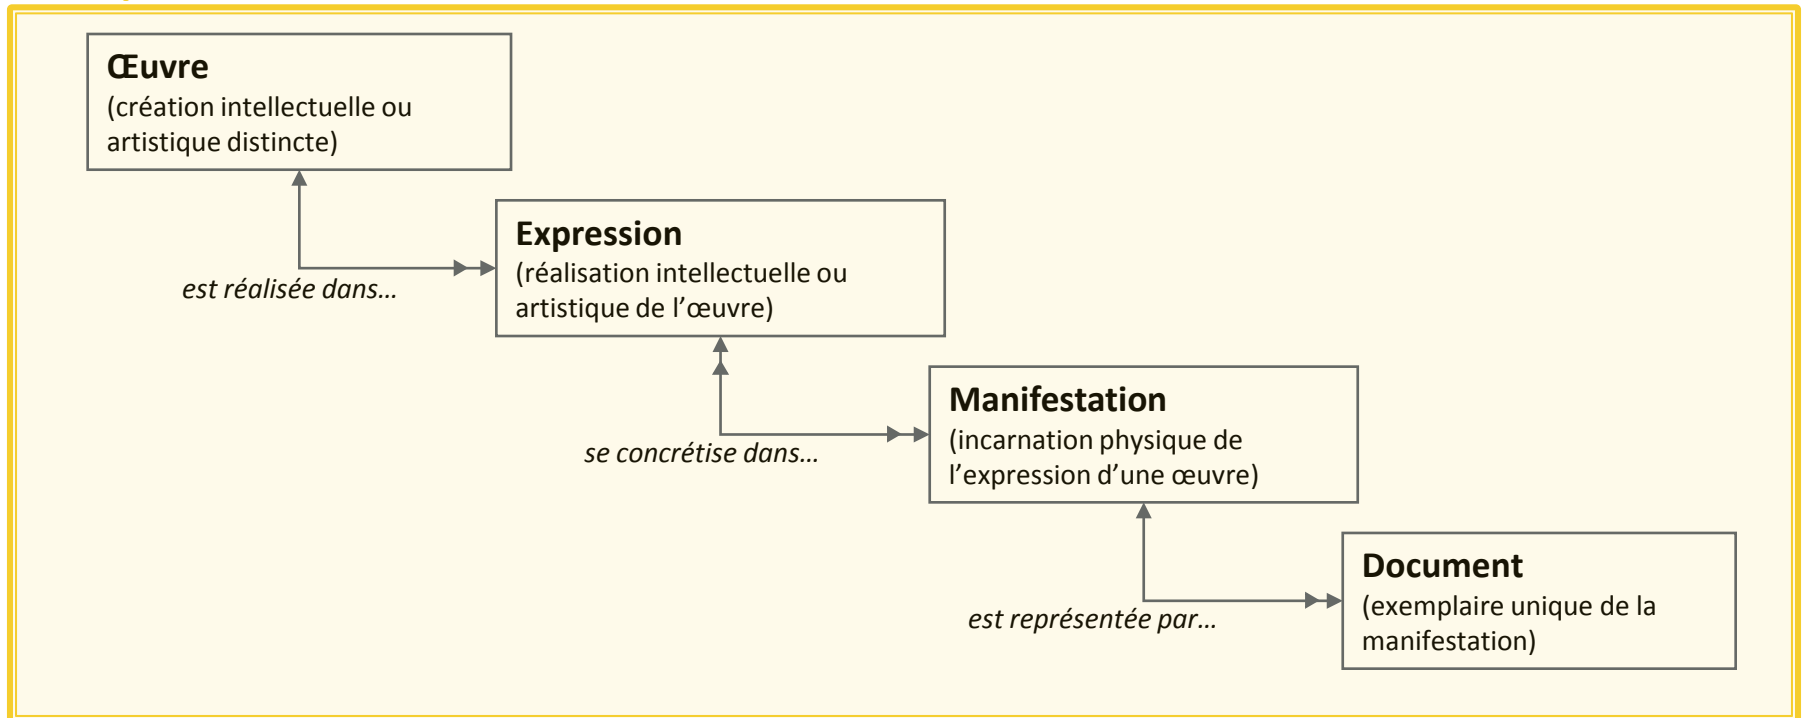 Œuvre
(création intellectuelle ou
artistique distincte)
est réalisée dans…
Expression
(réalisation intellectuelle ou
artistique de l’œuvre)
se concrétise dans…
Manifestation
(incarnation physique de
l’expression d’une œuvre)
est représentée par…
Document
(exemplaire unique de la
manifestation)